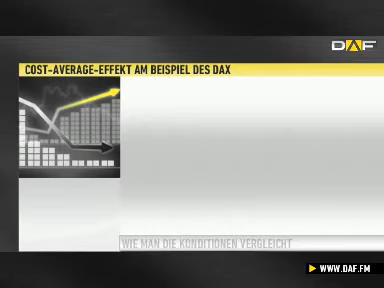 DAF
COST-AVERAGE-EFFEKT AM BEISPIEL DES DAX
WIE MAN DIE KONDITIONEN VERGLEICHT
WWW.DAF.FM